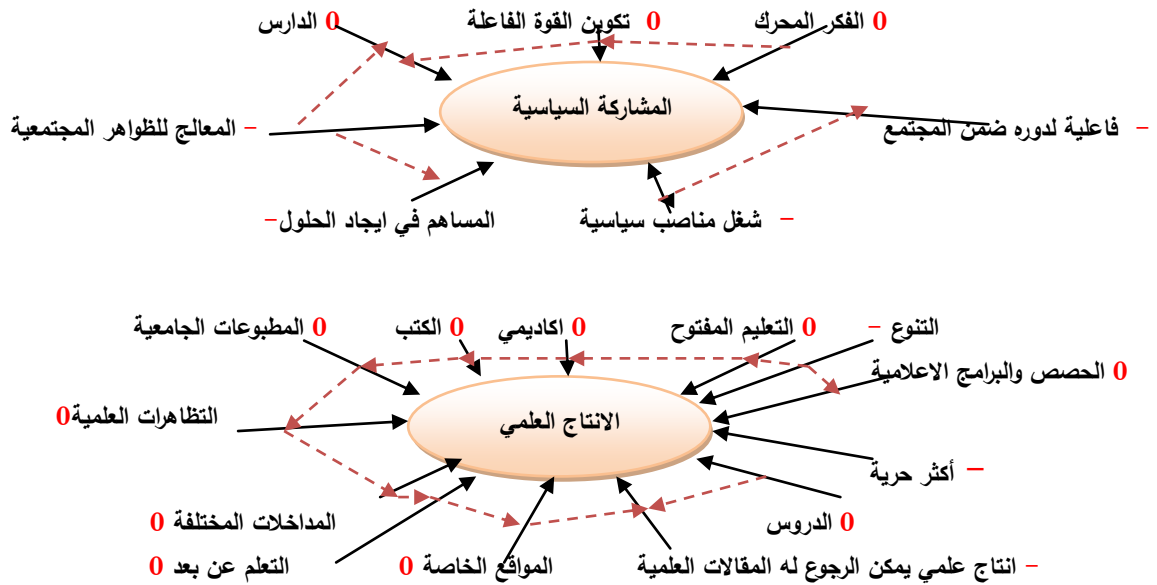 0 الفكر المحرك
0 تكوين القوة الفاعلة
0 الدارس
المشاركة السياسية
- فاعلية لدوره ضمن المجتمع
- المعالج للظواهر المجتمعية
- شغل مناصب سياسية
المساهم في ايجاد الحلول-
التنوع -
0 التعليم المفتوح
0 اكاديمي
0 الكتب
0 المطبوعات الجامعية
0 الحصص والبرامج الاعلامية
التظاهرات العلمية0
الانتاج العلمي
- أكثر حرية
0 الدروس
المداخلات المختلفة 0
- انتاج علمي يمكن الرجوع له المقالات العلمية
المواقع الخاصة 0
التعلم عن بعد 0